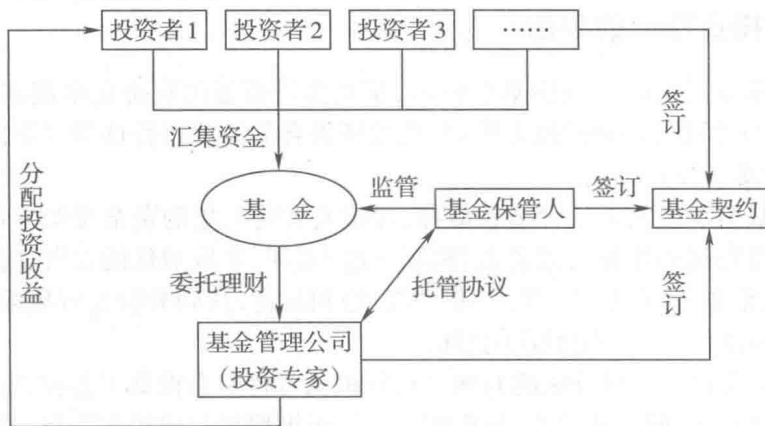 投资者1
投资者2
投资者3
……
签订
汇集资金
分配投资收益
基金
监管
基金保管人
签订
基金契约
委托理财
托管协议
签订
基金管理公司
(投资专家)